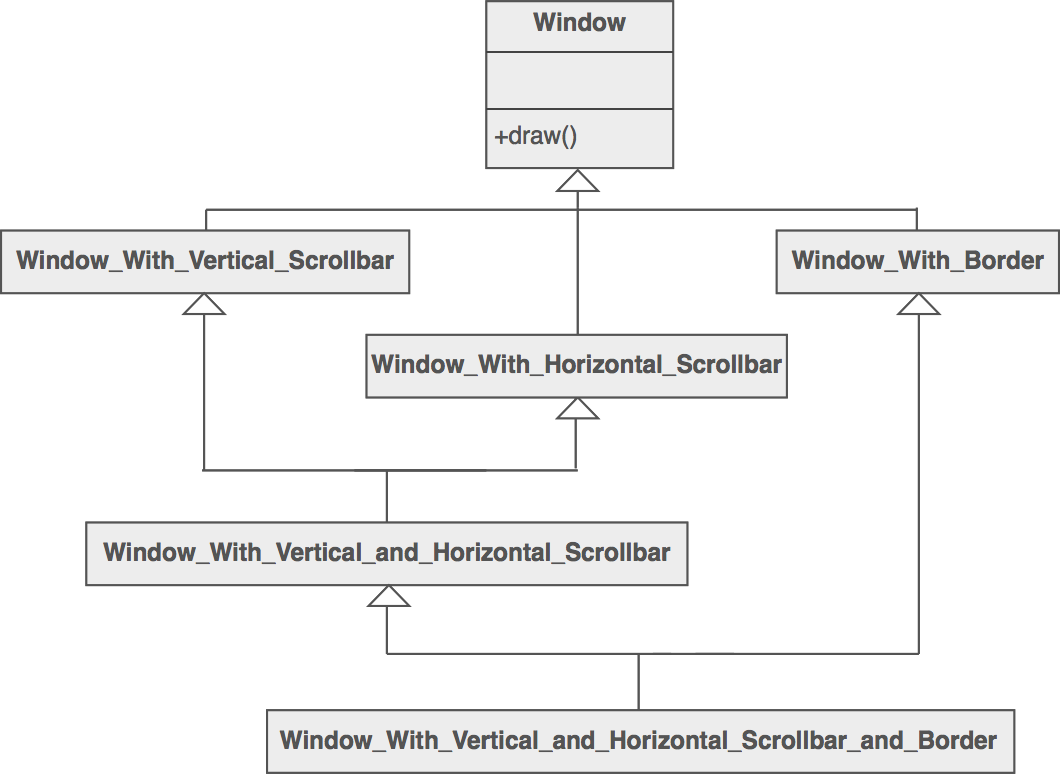 Window
+draw()
Window_With_Vertical_Scrollbar
Window_With_Border
Window_With_Horizontal_Scrollbar
Window_With_Vertical_and_Horizontal_Scrollbar
Window_With_Vertical_and_Horizontal_Scrollbar_and_Border